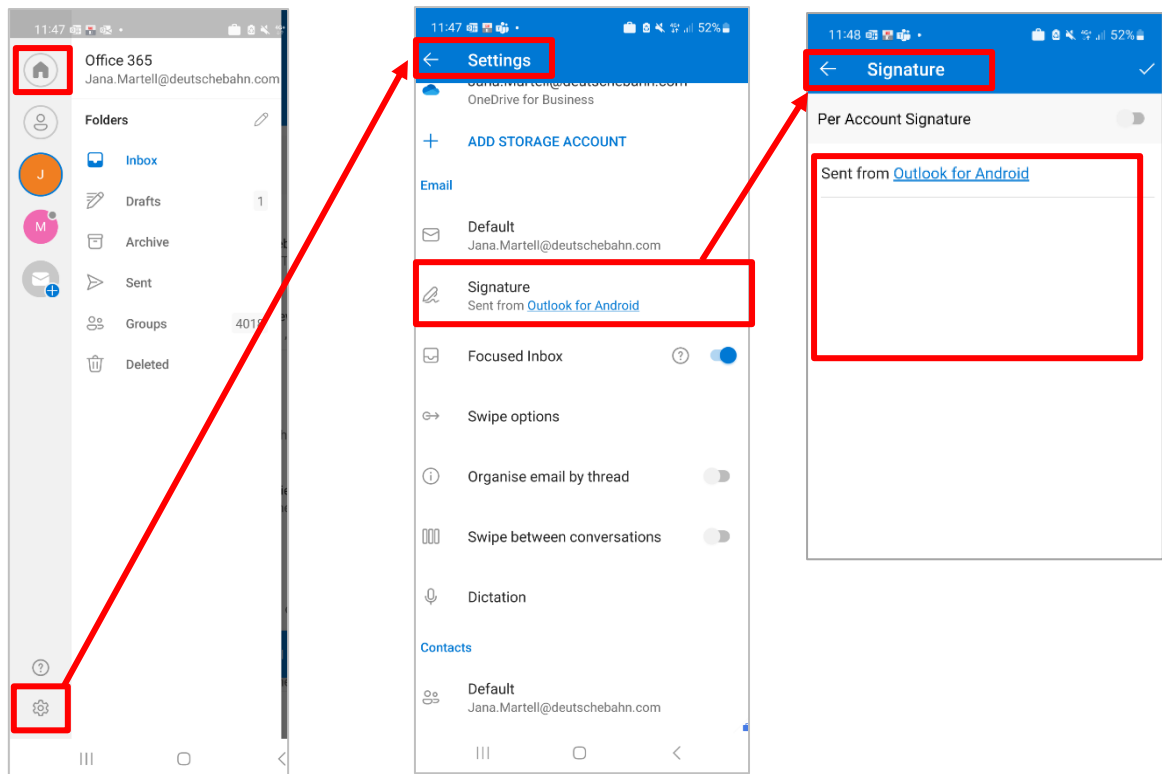 11:47
Office 365
Jana.Martell@deutschebahn.com
Folders
Inbox
Drafts 1
Archive
Sent
Groups
Deleted
J
M
11:47 52%
Settings
OneDrive for Business
ADD STORAGE ACCOUNT
Email
Default
Jana.Martell@deutschebahn.com
Signature
Sent from Outlook for Android
Focused Inbox
Swipe options
Organise email by thread
Swipe between conversations
Dictation
Contacts
Default
Jana.Martell@deutschebahn.com
11:48 52%
Signature
Per Account Signature
Sent from Outlook for Android